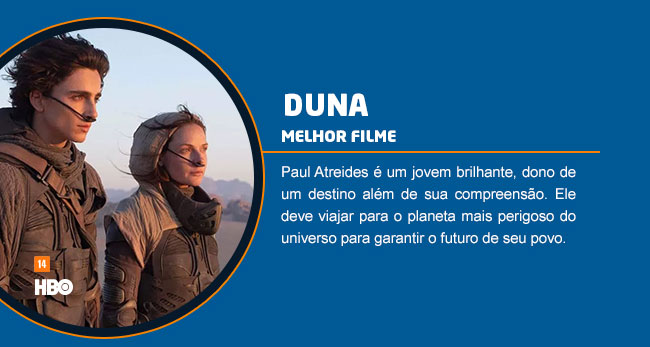 DUNA
MELHOR FILME
Paul Atreides é um jovem brilhante, dono de
um destino além de sua compreensão. Ele
deve viajar para o planeta mais perigoso do
universo para garantir o futuro de seu povo.
14
HBO